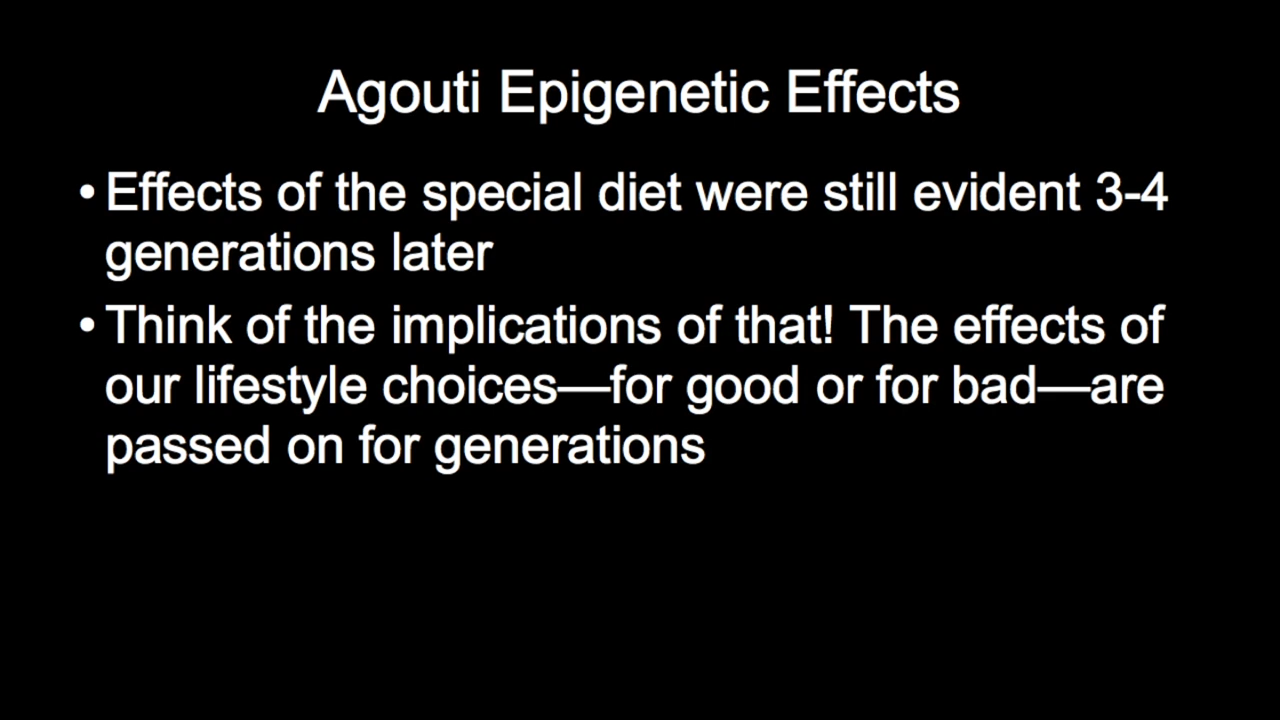 Agouti Epigenetic Effects
• Effects of the special diet were still evident 3-4
generations later
• Think of the implications of that! The effects of
our lifestyle choices—for good or for bad—are
passed on for generations